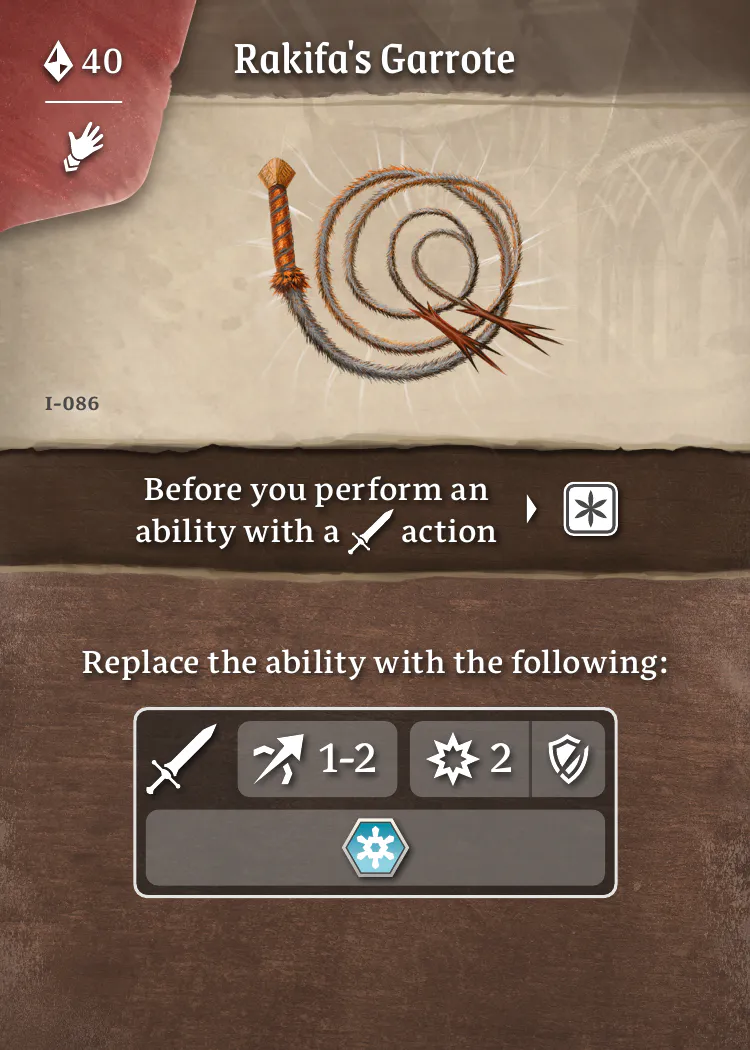 40
Rakifa's Garrote
I-086
Before you perform an
ability with a action
Replace the ability with the following:
1-2 2